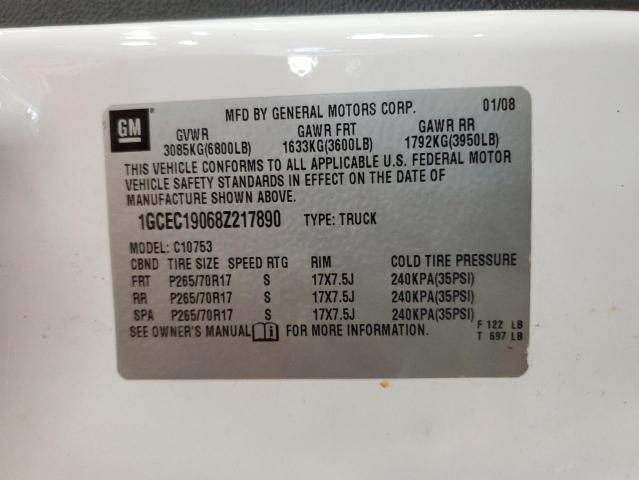 GM MFD BY GENERAL MOTORS CORP. 01/08
GVWR GAWR FRT GAWR RR
3085KG(6800LB) 1633KG(3600LB) 1792KG(3950LB)
THIS VEHICLE CONFORMS TO ALL APPLICABLE U.S. FEDERAL MOTOR
VEHICLE SAFETY STANDARDS IN EFFECT ON THE DATE OF
MANUFACTURE SHOWN ABOVE.
1GCEC19068Z217890 TYPE: TRUCK
MODEL: C10753
CBND TIRE SIZE SPEED RTG RIM COLD TIRE PRESSURE
FRT P265/70R17 S 17X7.5J 240KPA(35PSI)
RR P265/70R17 S 17X7.5J 240KPA(35PSI)
SPA P265/70R17 S 17X7.5J 240KPA(35PSI)
SEE OWNER'S MANUAL i FOR MORE INFORMATION. F 122 LB
T 697 LB